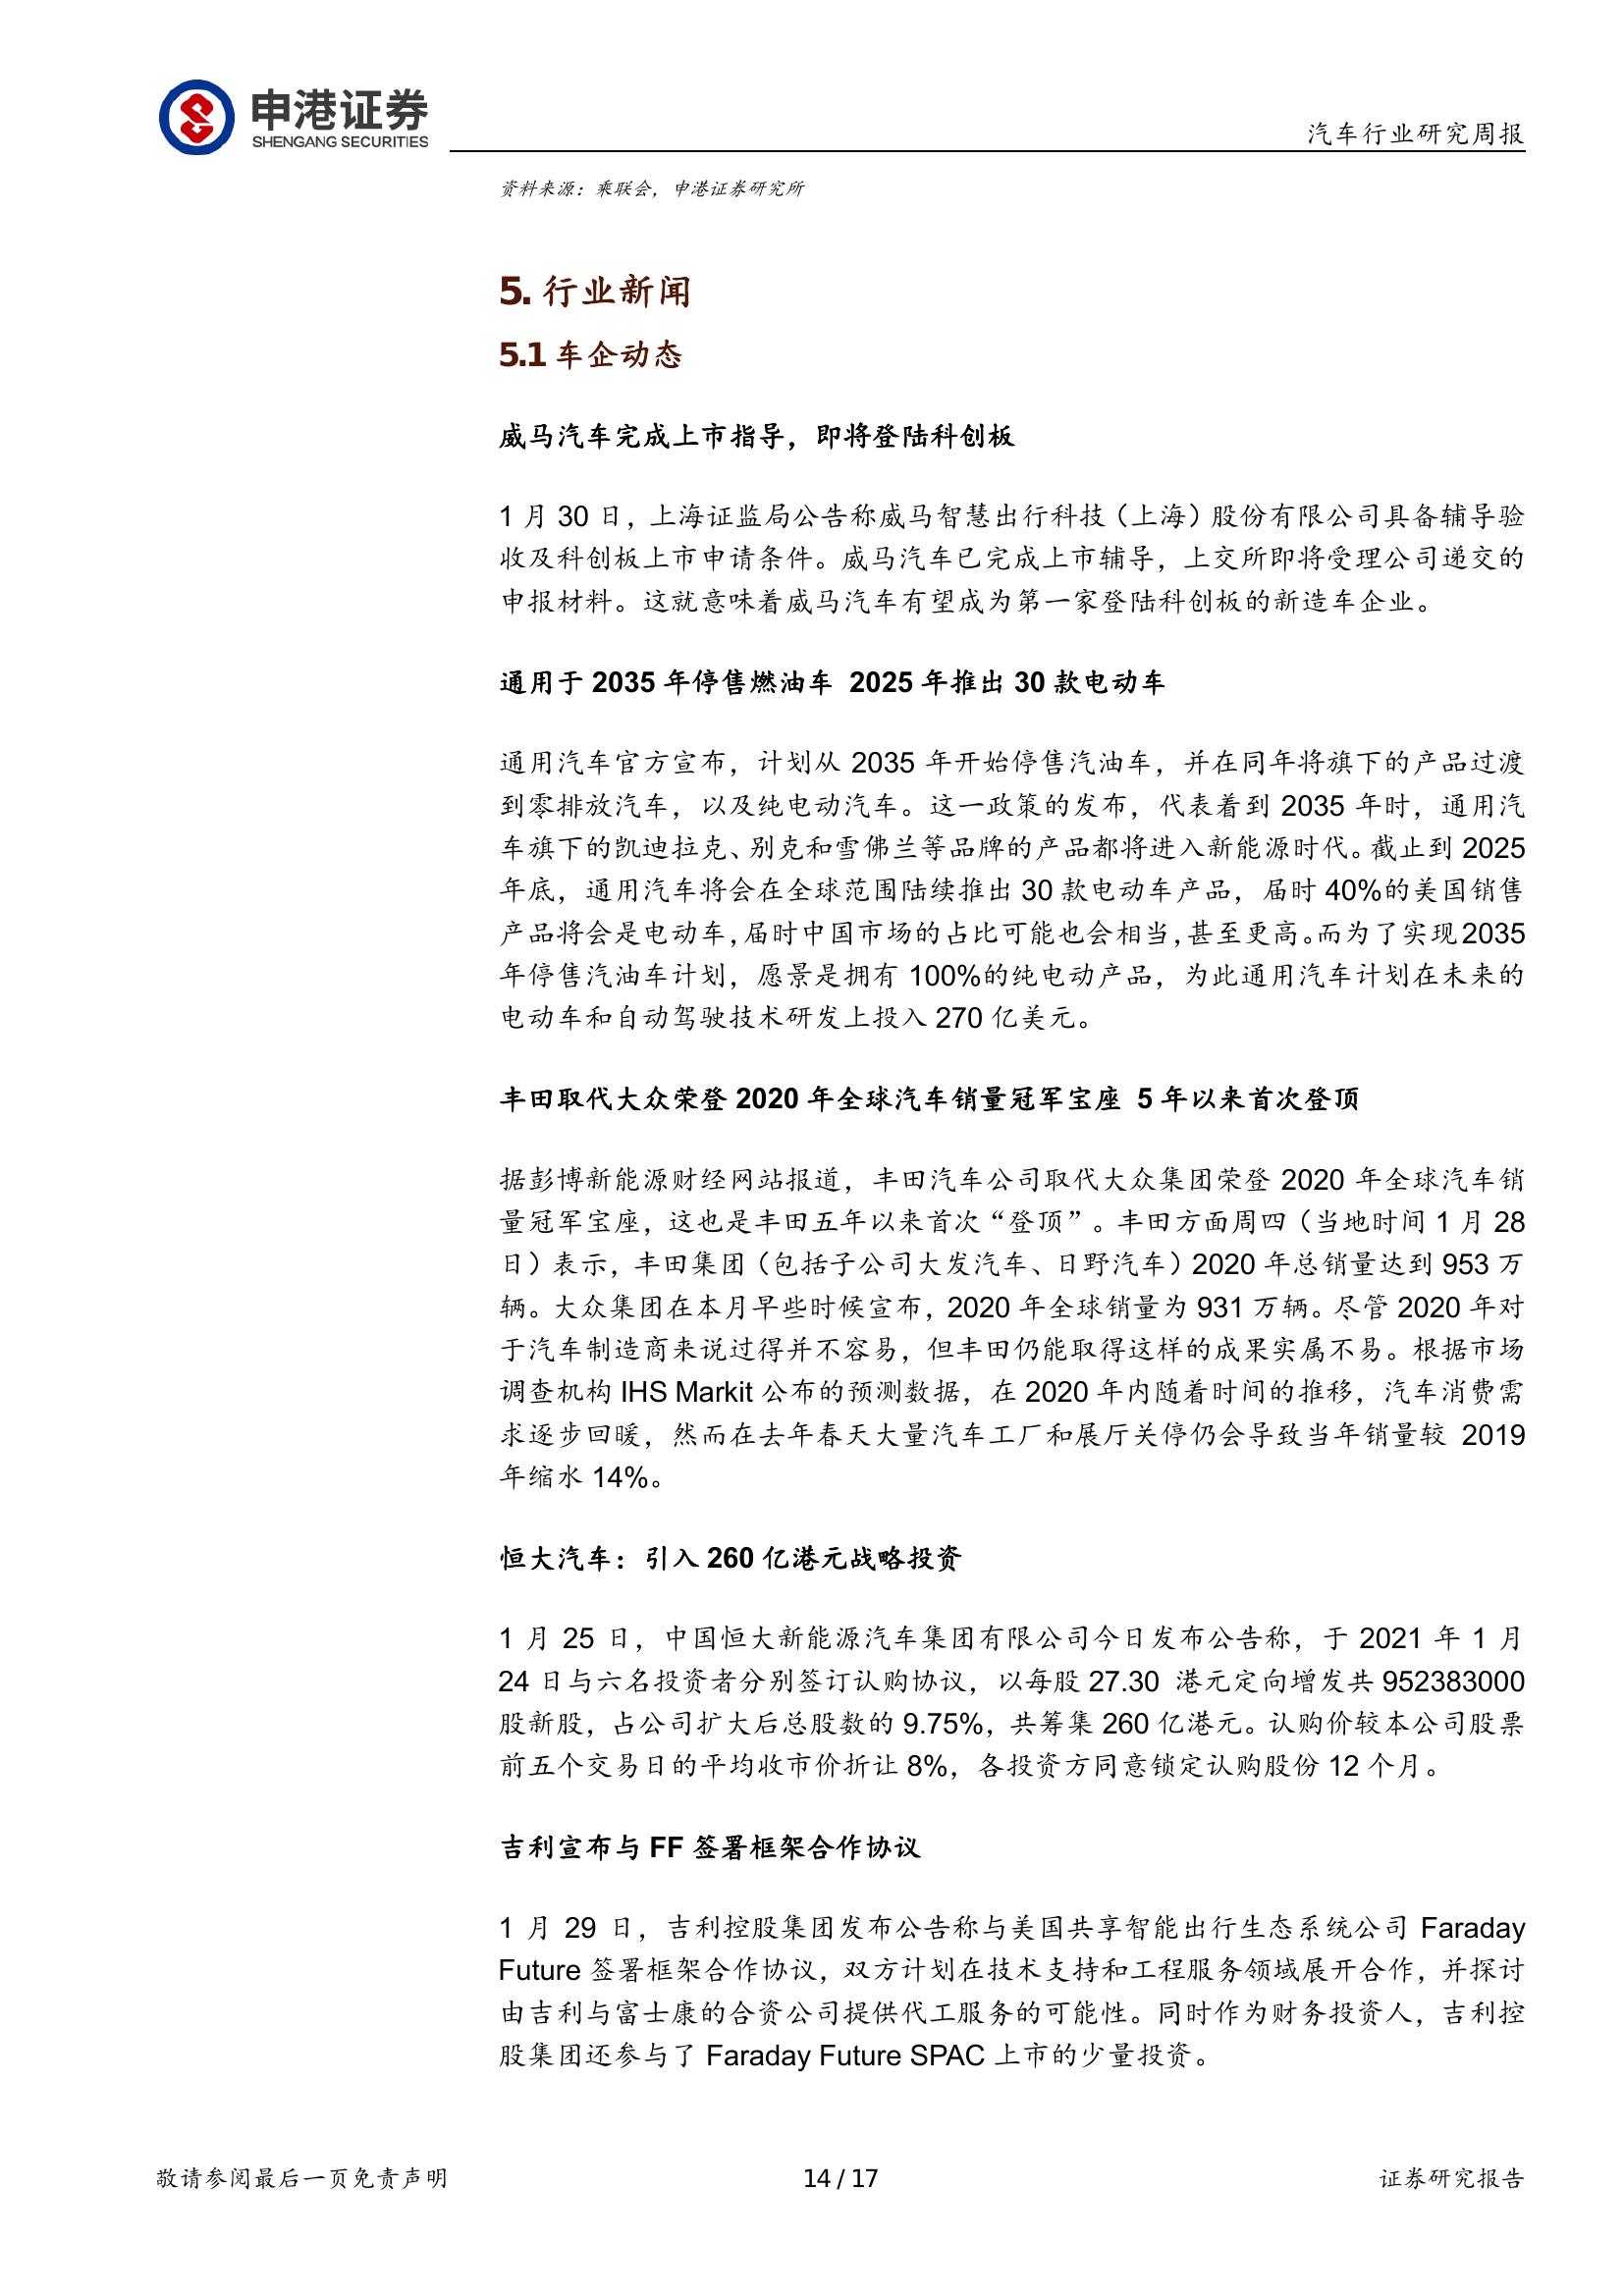 申港证券
SHENGANG SECURITIES
汽车行业研究周报
资料来源：乘联会，申港证券研究所
5. 行业新闻
5.1 车企动态
威马汽车完成上市指导，即将登陆科创板
1 月 30 日，上海证监局公告称威马智慧出行科技（上海）股份有限公司具备辅导验
收及科创板上市申请条件。威马汽车已完成上市辅导，上交所即将受理公司递交的
申报材料。这就意味着威马汽车有望成为第一家登陆科创板的新造车企业。
通用于 2035 年停售燃油车 2025 年推出 30 款电动车
通用汽车官方宣布，计划从 2035 年开始停售汽油车，并在同年将旗下的产品过渡
到零排放汽车，以及纯电动汽车。这一政策的发布，代表着到 2035 年时，通用汽
车旗下的凯迪拉克、别克和雪佛兰等品牌的产品都将进入新能源时代。截止到 2025
年底，通用汽车将会在全球范围陆续推出 30 款电动车产品，届时 40%的美国销售
产品将会是电动车，届时中国市场的占比可能也会相当，甚至更高。而为了实现 2035
年停售汽油车计划，愿景是拥有 100%的纯电动产品，为此通用汽车计划在未来的
电动车和自动驾驶技术研发上投入 270 亿美元。
丰田取代大众荣登 2020 年全球汽车销量冠军宝座 5 年以来首次登顶
据彭博新能源财经网站报道，丰田汽车公司取代大众集团荣登 2020 年全球汽车销
量冠军宝座，这也是丰田五年以来首次“登顶”。丰田方面周四（当地时间 1 月 28
日）表示，丰田集团（包括子公司大发汽车、日野汽车）2020 年总销量达到 953 万
辆。大众集团在本月早些时候宣布，2020 年全球销量为 931 万辆。尽管 2020 年对
于汽车制造商来说过得并不容易，但丰田仍能取得这样的成果实属不易。根据市场
调查机构 IHS Markit 公布的预测数据，在 2020 年内随着时间的推移，汽车消费需
求逐步回暖，然而在去年春天大量汽车工厂和展厅关停仍会导致当年销量较 2019
年缩水 14%。
恒大汽车：引入 260 亿港元战略投资
1 月 25 日，中国恒大新能源汽车集团有限公司今日发布公告称，于 2021 年 1 月
24 日与六名投资者分别签订认购协议，以每股 27.30 港元定向增发共 952383000
股新股，占公司扩大后总股数的 9.75%，共筹集 260 亿港元。认购价较本公司股票
前五个交易日的平均收市价折让 8%，各投资方同意锁定认购股份 12 个月。
吉利宣布与 FF 签署框架合作协议
1 月 29 日，吉利控股集团发布公告称与美国共享智能出行生态系统公司 Faraday
Future 签署框架合作协议，双方计划在技术支持和工程服务领域展开合作，并探讨
由吉利与富士康的合资公司提供代工服务的可能性。同时作为财务投资人，吉利控
股集团还参与了 Faraday Future SPAC 上市的少量投资。
敬请参阅最后一页免责声明
14 / 17
证券研究报告